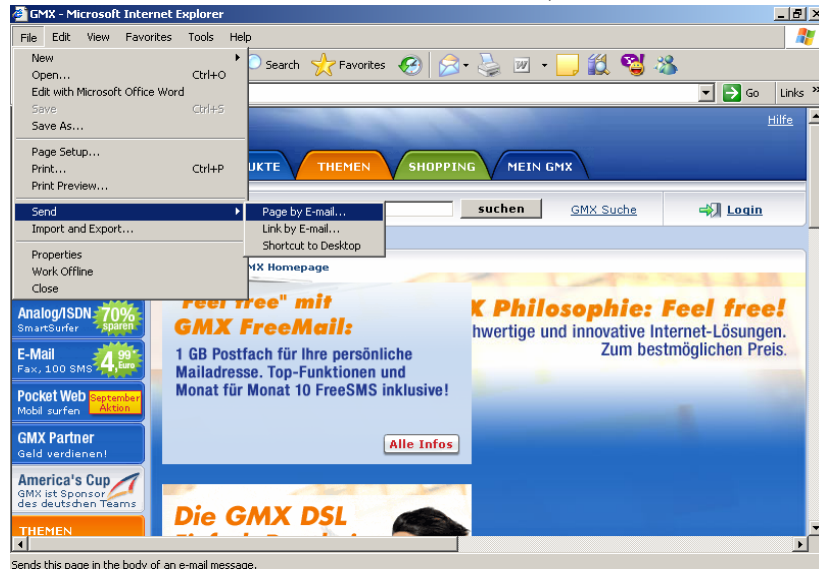 GMX - Microsoft Internet Explorer
File Edit View Favorites Tools Help
New
Open... Ctrl+O
Edit with Microsoft Office Word
Save Ctrl+S
Save As...
Page Setup...
Print... Ctrl+P
Print Preview...
Send
Import and Export...
Properties
Work Offline
Close
Page by E-mail...
Link by E-mail...
Shortcut to Desktop
Search Favorites
Go Links
Hilfe
UKTE THEMEN SHOPPING MEIN GMX
suchen GMX Suche Login
MX Homepage
Analog/ISDN 70%
SmartSurfer sparen
E-Mail 4,99 Euro
Fax, 100 SMS
Pocket Web September
Mobil surfen Aktion
GMX Partner
Geld verdienen!
America's Cup
GMX ist Sponsor
des deutschen Teams
THEMEN
"Feel free" mit
GMX FreeMail:
1 GB Postfach für Ihre persönliche
Mailadresse. Top-Funktionen und
Monat für Monat 10 FreeSMS inklusive!
Alle Infos
X Philosophie: Feel free!
hwertige und innovative Internet-Lösungen.
Zum bestmöglichen Preis.
Die GMX DSL
Sends this page in the body of an e-mail message.